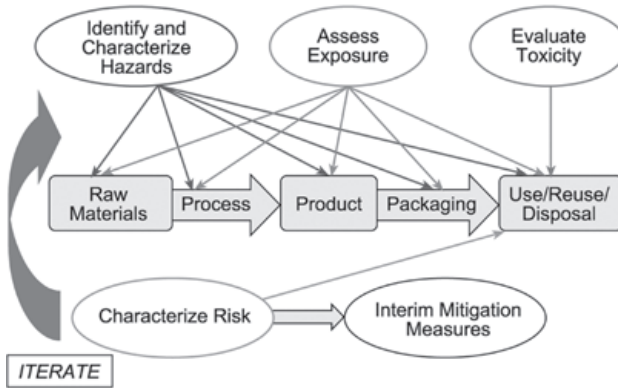 Identify and
Characterize
Hazards
Assess
Exposure
Evaluate
Toxicity
Raw
Materials
Process
Product
Packaging
Use/Reuse/
Disposal
Characterize Risk
Interim Mitigation
Measures
ITERATE